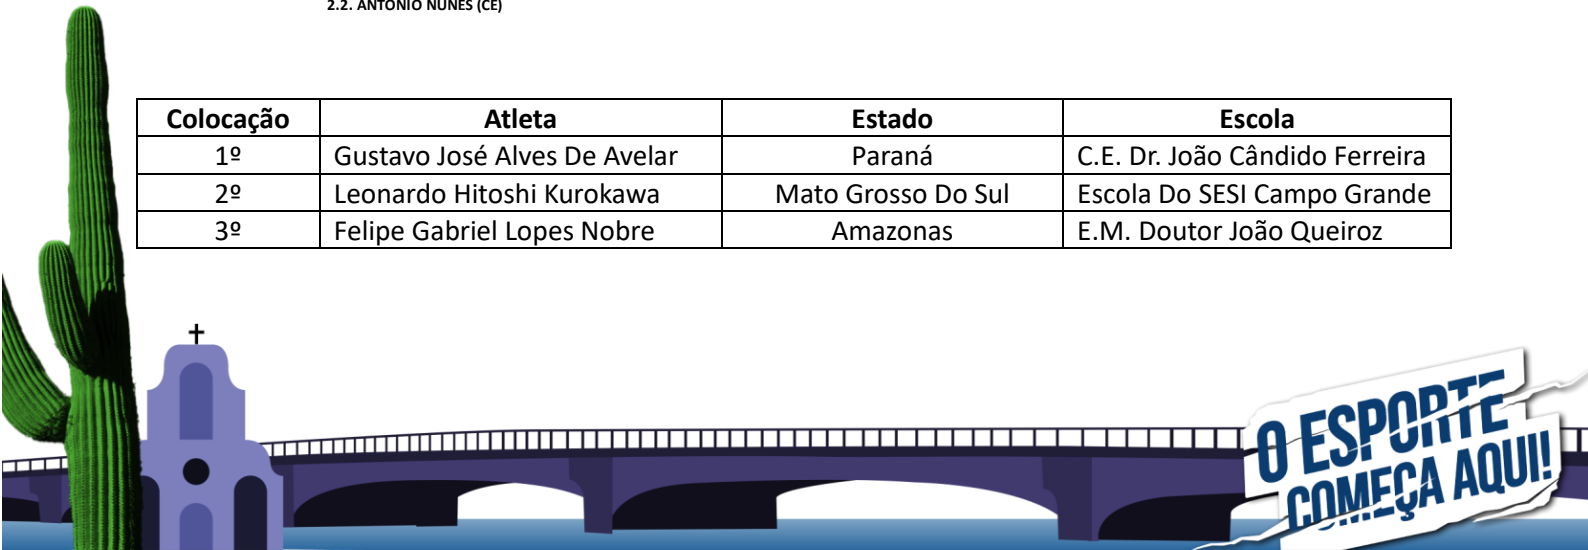 2.2. ANTONIO NUNES (CE)
Colocação Atleta Estado Escola
1º Gustavo José Alves De Avelar Paraná C.E. Dr. João Cândido Ferreira
2º Leonardo Hitoshi Kurokawa Mato Grosso Do Sul Escola Do SESI Campo Grande
3º Felipe Gabriel Lopes Nobre Amazonas E.M. Doutor João Queiroz
O ESPORTE
COMEÇA AQUI!